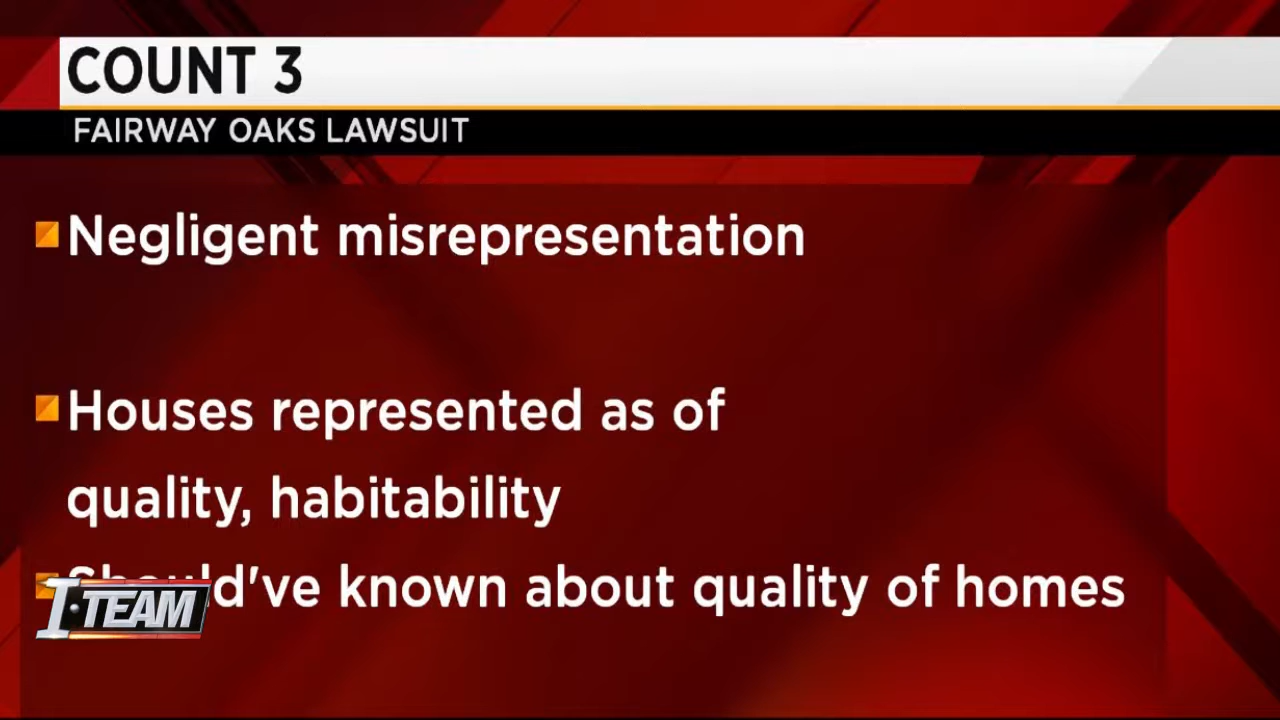 COUNT 3
FAIRWAY OAKS LAWSUIT
Negligent misrepresentation
Houses represented as of
quality, habitability
Should've known about quality of homes
I-TEAM